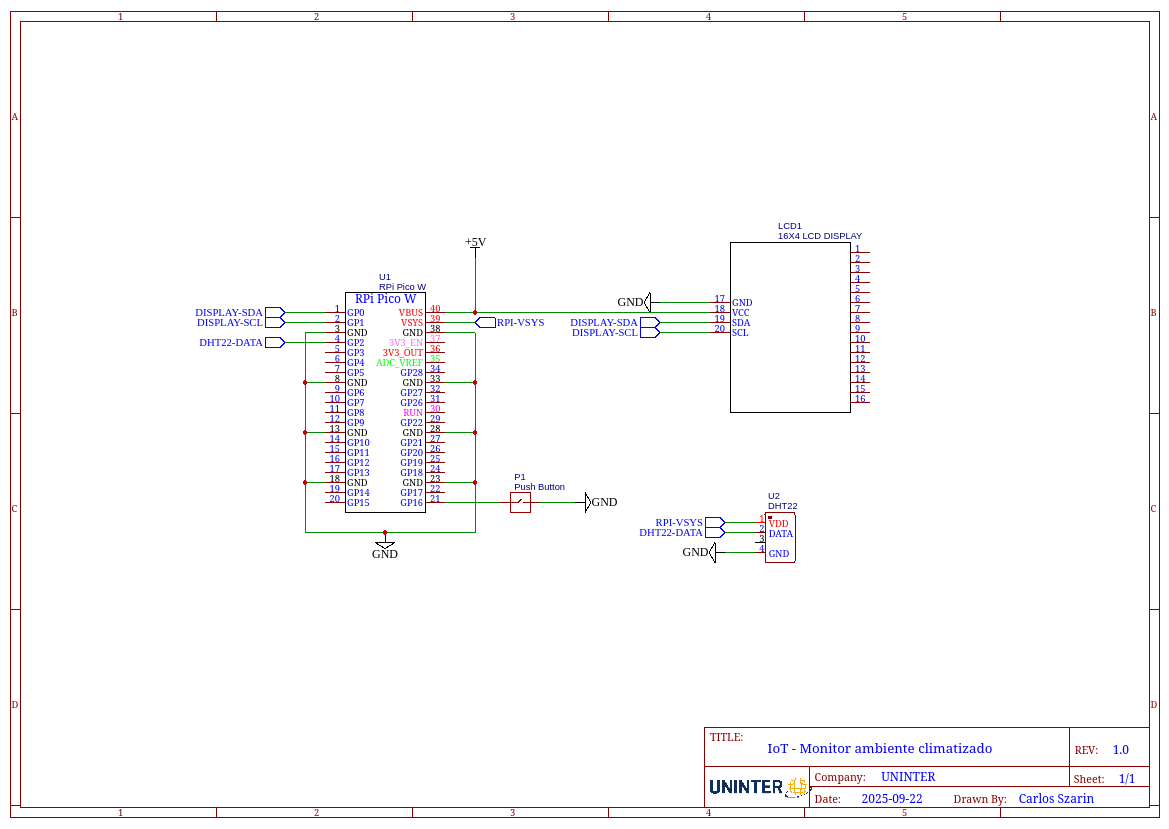 1 2 3 4 5
A A
B B
C C
D D
LCD1
16X4 LCD DISPLAY
1
2
3
4
5
6
7
8
9
10
11
12
13
14
15
16
GND 17 GND
18 VCC
DISPLAY-SDA 19 SDA
DISPLAY-SCL 20 SCL
+5V
U1
RPi Pico W
RPi Pico W
DISPLAY-SDA 1 GP0 VBUS 40
DISPLAY-SCL 2 GP1 VSYS 39 RPI-VSYS
3 GND GND 38
DHT22-DATA 4 GP2 3V3_EN 37
5 GP3 3V3_OUT 36
6 GP4 ADC_VREF 35
7 GP5 GP28 34
8 GND GND 33
9 GP6 GP27 32
10 GP7 GP26 31
11 GP8 RUN 30
12 GP9 GP22 29
13 GND GND 28
14 GP10 GP21 27
15 GP11 GP20 26
16 GP12 GP19 25
17 GP13 GP18 24
18 GND GND 23
19 GP14 GP17 22
20 GP15 GP16 21
GND
P1
Push Button
GND
U2
DHT22
RPI-VSYS 1 VDD
DHT22-DATA 2 DATA
3
GND 4 GND
TITLE:
IoT - Monitor ambiente climatizado
REV: 1.0
UNINTER
Company: UNINTER
Sheet: 1/1
Date: 2025-09-22
Drawn By: Carlos Szarin
1 2 3 4 5